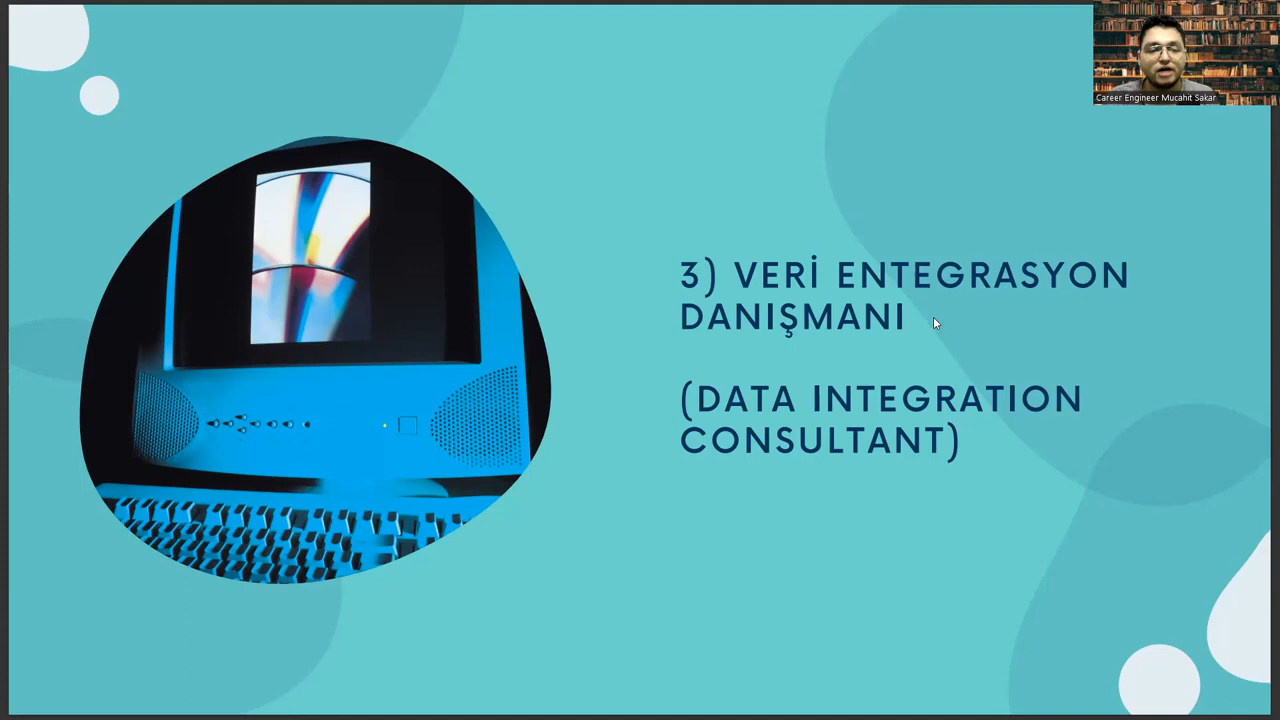 Career Engineer Mucahit Sakar
3) VERİ ENTEGRASYON
DANIŞMANI
(DATA INTEGRATION
CONSULTANT)